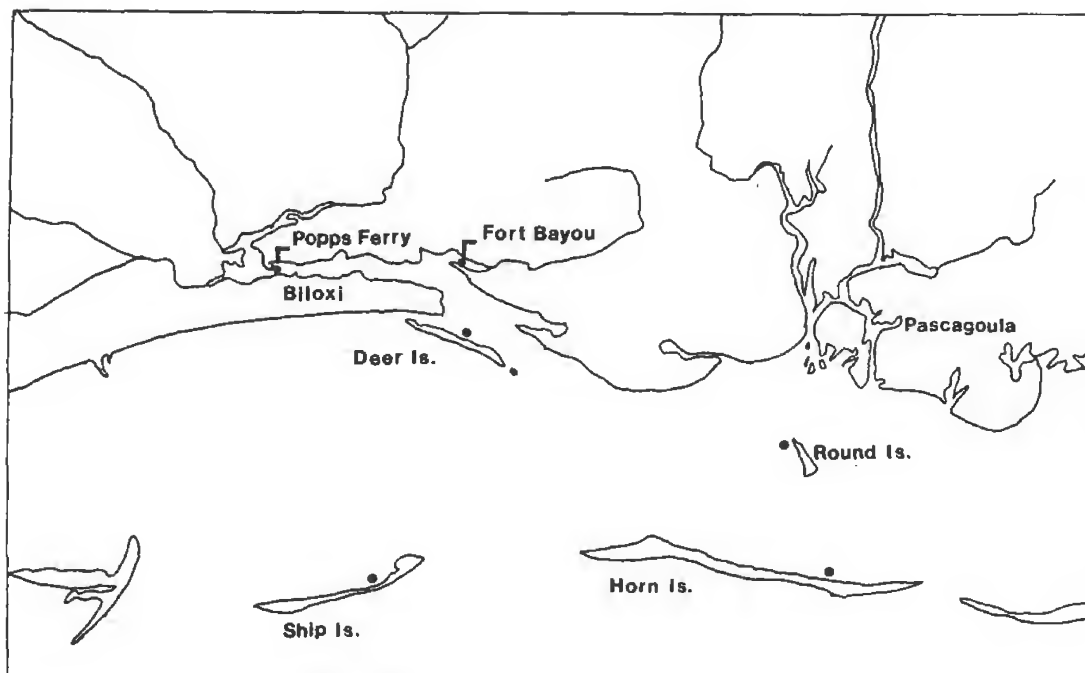 Popps Ferry
Fort Bayou
Biloxi
Pascagoula
Deer Is.
Round Is.
Horn Is.
Ship Is.